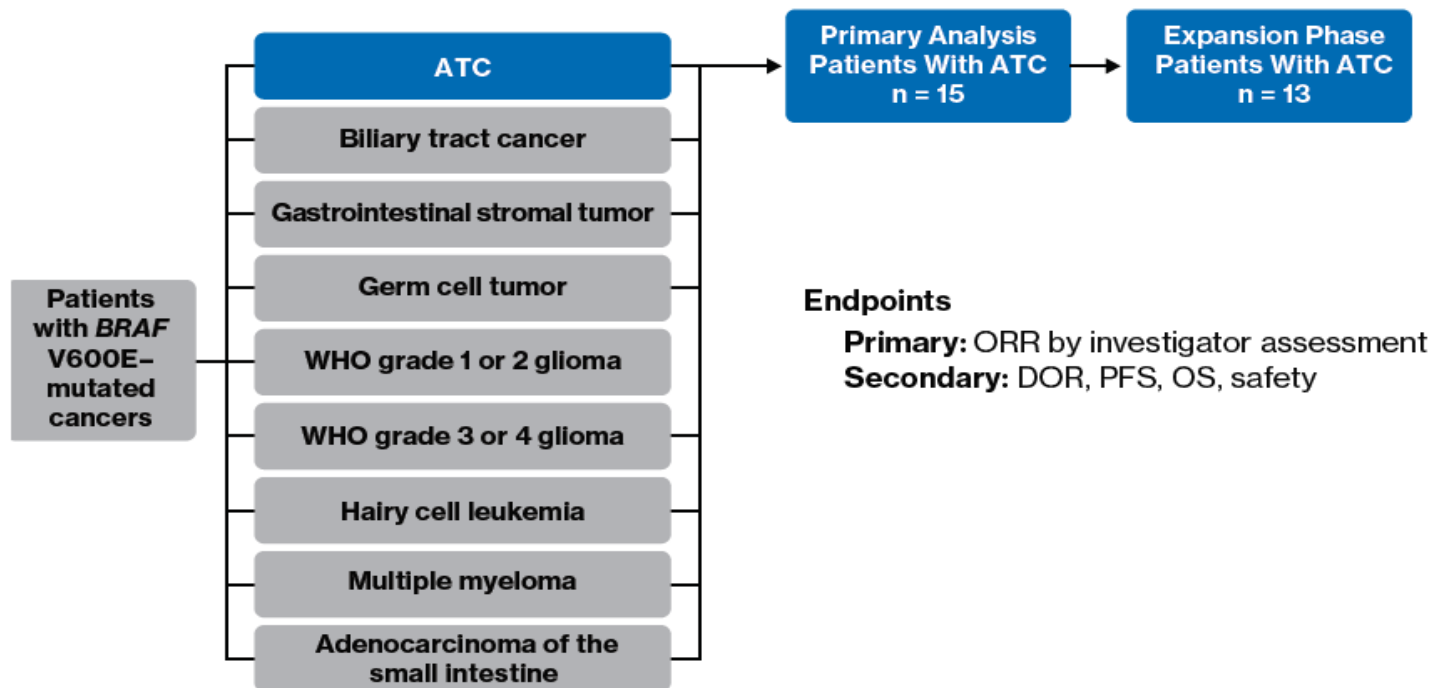 Patients
with BRAF
V600E–
mutated
cancers
ATC
Biliary tract cancer
Gastrointestinal stromal tumor
Germ cell tumor
WHO grade 1 or 2 glioma
WHO grade 3 or 4 glioma
Hairy cell leukemia
Multiple myeloma
Adenocarcinoma of the
small intestine
Primary Analysis
Patients With ATC
n = 15
Expansion Phase
Patients With ATC
n = 13
Endpoints
Primary: ORR by investigator assessment
Secondary: DOR, PFS, OS, safety